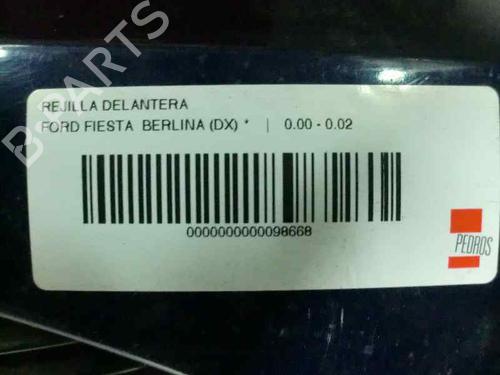 B-PARTS
REJILLA DELANTERA
FORD FIESTA BERLINA (DX) * | 0.00 - 0.02
0000000000098668
PEDROS